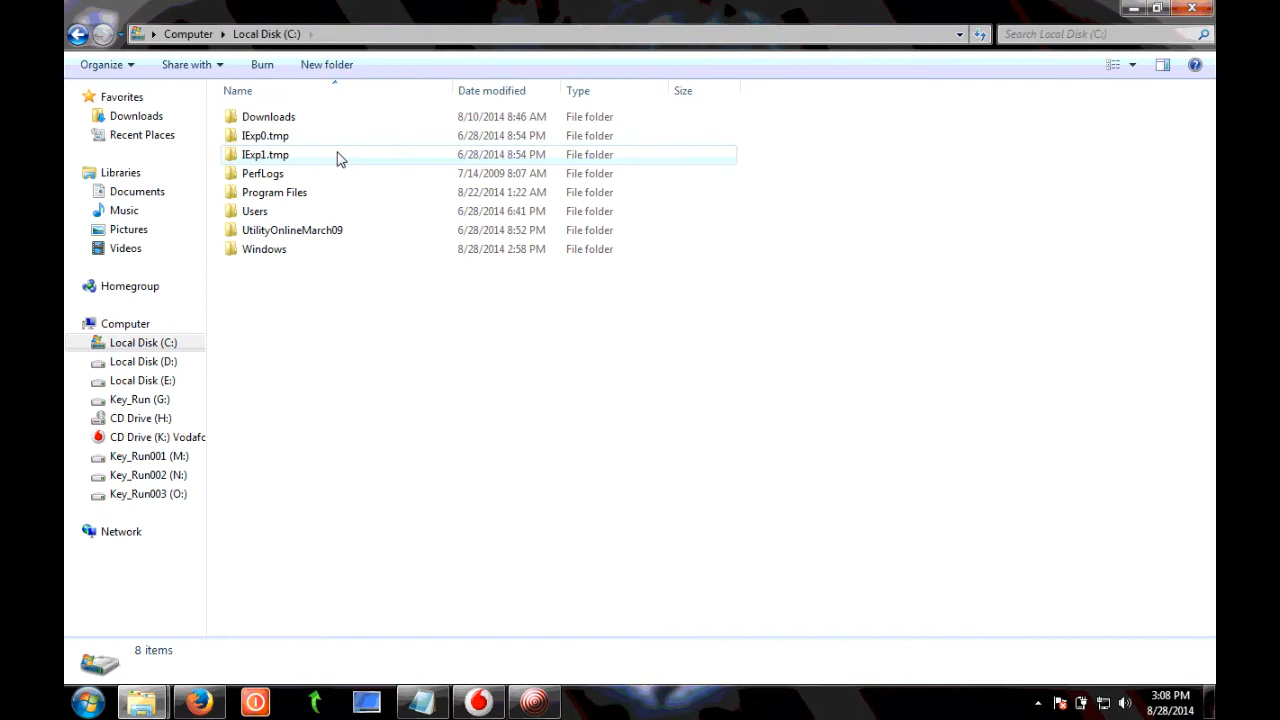 Computer Local Disk (C:) Search Local Disk (C:)
Organize Share with Burn New folder
Name Date modified Type Size
Favorites
Downloads
Recent Places
Libraries
Documents
Music
Pictures
Videos
Homegroup
Computer
Local Disk (C:)
Local Disk (D:)
Local Disk (E:)
Key_Run (G:)
CD Drive (H:)
CD Drive (K:) Vodafc
Key_Run001 (M:)
Key_Run002 (N:)
Key_Run003 (O:)
Network
Downloads 8/10/2014 8:46 AM File folder
IExp0.tmp 6/28/2014 8:54 PM File folder
IExp1.tmp 6/28/2014 8:54 PM File folder
PerfLogs 7/14/2009 8:07 AM File folder
Program Files 8/22/2014 1:22 AM File folder
Users 6/28/2014 6:41 PM File folder
UtilityOnlineMarch09 6/28/2014 8:52 PM File folder
Windows 8/28/2014 2:58 PM File folder
8 items
3:08 PM
8/28/2014